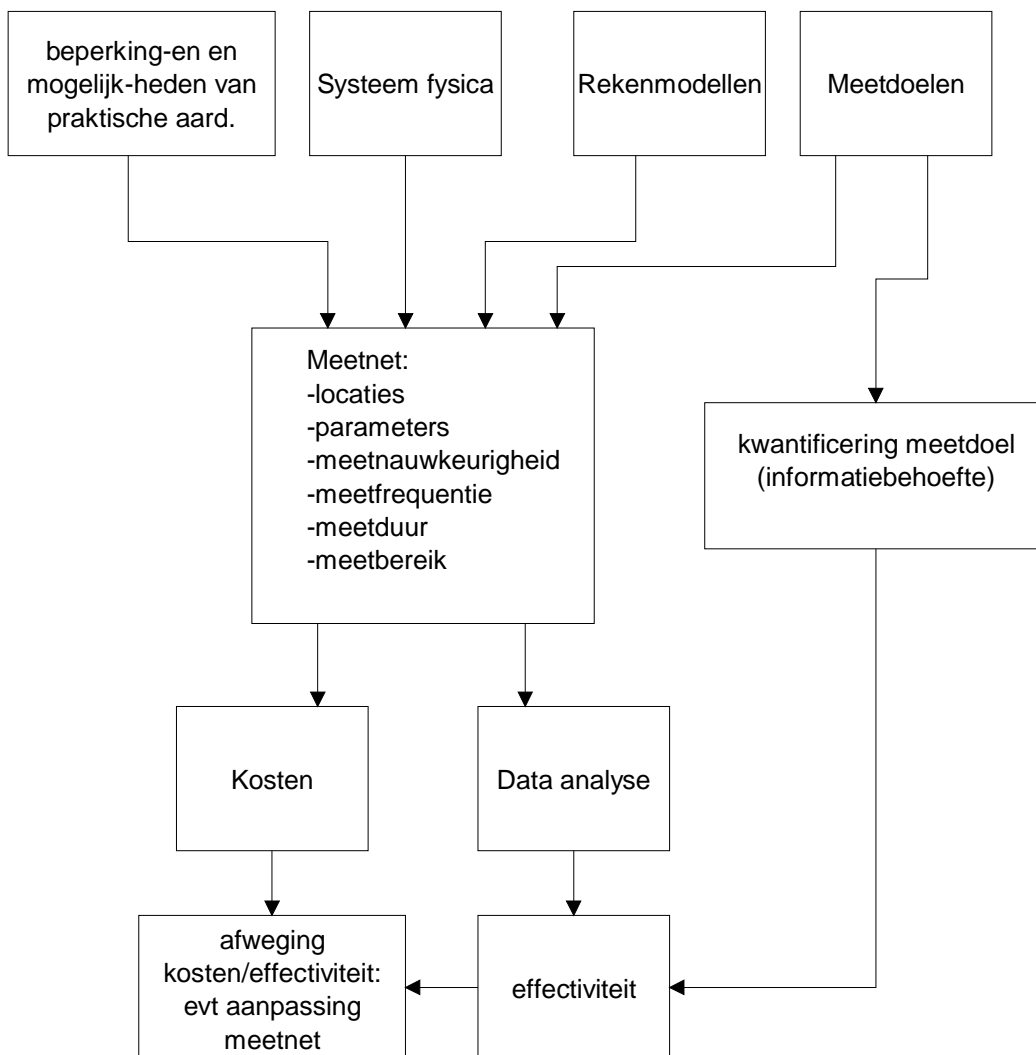 beperking-en en
mogelijk-heden van
praktische aard.
Systeem fysica
Rekenmodellen
Meetdoelen
Meetnet:
-locaties
-parameters
-meetnauwkeurigheid
-meetfrequentie
-meetduur
-meetbereik
kwantificering meetdoel
(informatiebehoefte)
Kosten
Data analyse
afweging
kosten/effectiviteit:
evt aanpassing
meetnet
effectiviteit